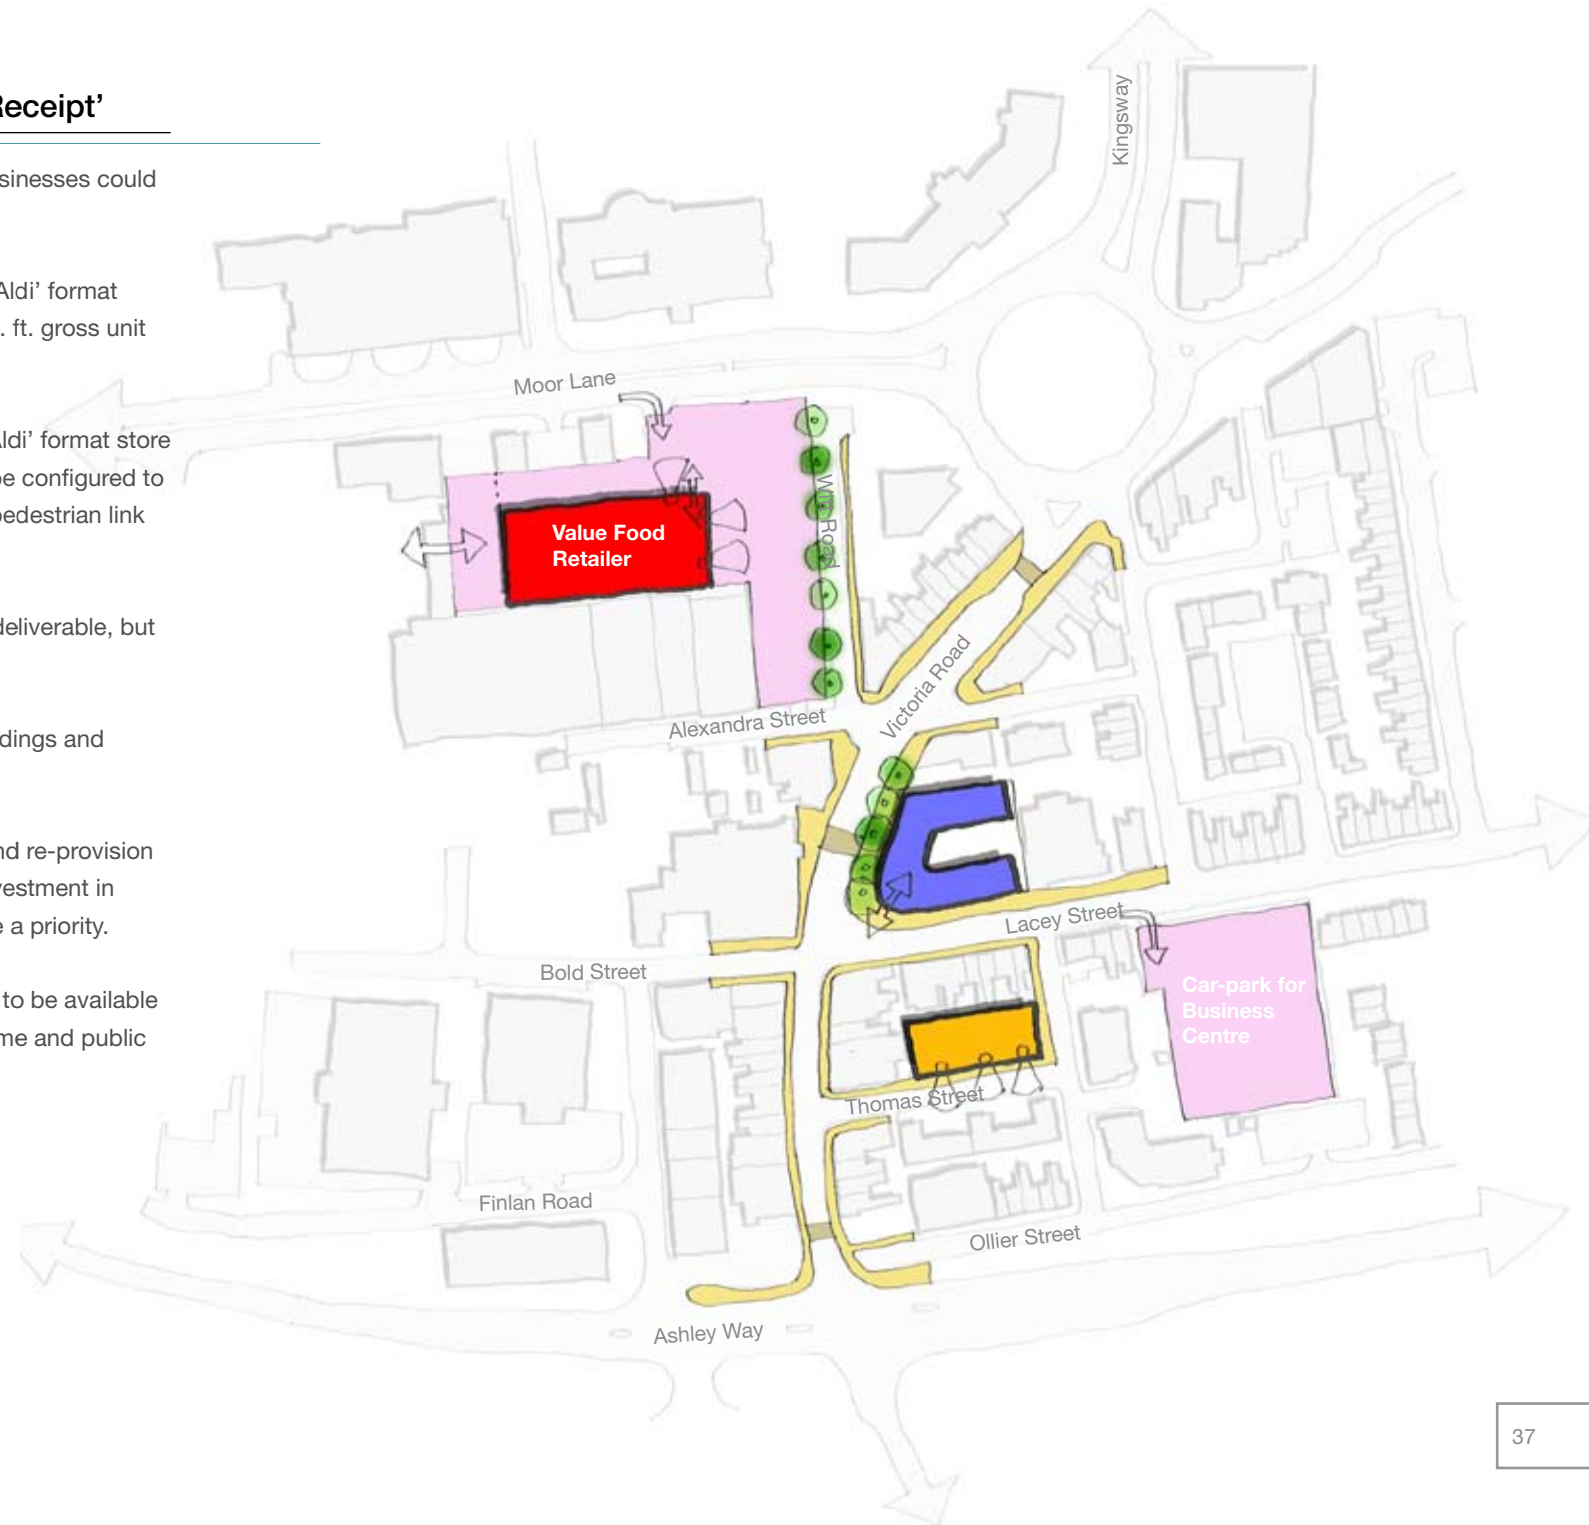 Receipt’
sinesses could
Aldi’ format
. ft. gross unit
Aldi’ format store
be configured to
pedestrian link
deliverable, but
dings and
nd re-provision
vestment in
e a priority.
to be available
me and public
Kingsway
Moor Lane
Value Food
Retailer
Witt Road
Victoria Road
Alexandra Street
Lacey Street
Bold Street
Car-park for
Business
Centre
Thomas Street
Finlan Road
Ollier Street
Ashley Way
37